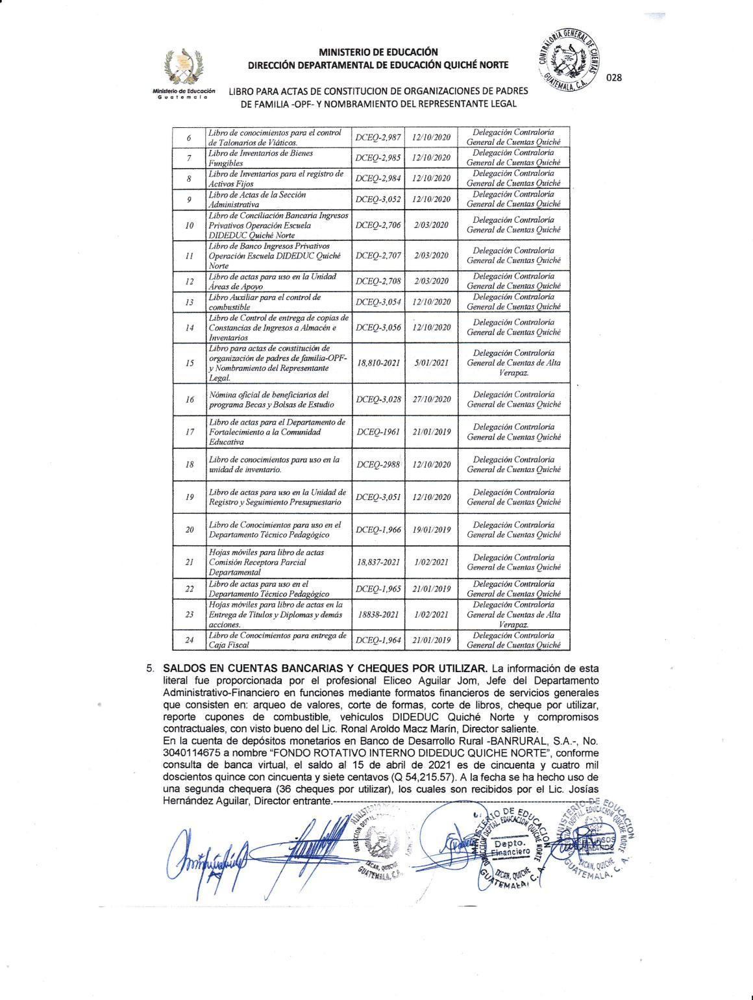 MINISTERIO DE EDUCACIÓN
DIRECCIÓN DEPARTAMENTAL DE EDUCACIÓN QUICHÉ NORTE
CONTRALORÍA GENERAL DE CUENTAS
GUATEMALA, C.A.
028
Ministerio de Educación
Guatemala
LIBRO PARA ACTAS DE CONSTITUCION DE ORGANIZACIONES DE PADRES
DE FAMILIA -OPF- Y NOMBRAMIENTO DEL REPRESENTANTE LEGAL
6 Libro de conocimientos para el control de Talonarios de Viáticos. DCEQ-2,987 12/10/2020 Delegación Contraloría General de Cuentas Quiché
7 Libro de Inventarios de Bienes Fungibles DCEQ-2,985 12/10/2020 Delegación Contraloría General de Cuentas Quiché
8 Libro de Inventarios para el registro de Activos Fijos DCEQ-2,984 12/10/2020 Delegación Contraloría General de Cuentas Quiché
9 Libro de Actas de la Sección Administrativa DCEQ-3,052 12/10/2020 Delegación Contraloría General de Cuentas Quiché
10 Libro de Conciliación Bancaria Ingresos Privativos Operación Escuela DIDEDUC Quiché Norte DCEQ-2,706 2/03/2020 Delegación Contraloría General de Cuentas Quiché
11 Libro de Banco Ingresos Privativos Operación Escuela DIDEDUC Quiché Norte DCEQ-2,707 2/03/2020 Delegación Contraloría General de Cuentas Quiché
12 Libro de actas para uso en la Unidad Áreas de Apoyo DCEQ-2,708 2/03/2020 Delegación Contraloría General de Cuentas Quiché
13 Libro Auxiliar para el control de combustible DCEQ-3,054 12/10/2020 Delegación Contraloría General de Cuentas Quiché
14 Libro de Control de entrega de copias de Constancias de Ingresos a Almacén e Inventarios DCEQ-3,056 12/10/2020 Delegación Contraloría General de Cuentas Quiché
15 Libro para actas de constitución de organización de padres de familia-OPF- y Nombramiento del Representante Legal. 18,810-2021 5/01/2021 Delegación Contraloría General de Cuentas de Alta Verapaz.
16 Nómina oficial de beneficiarios del programa Becas y Bolsas de Estudio DCEQ-3,028 27/10/2020 Delegación Contraloría General de Cuentas Quiché
17 Libro de actas para el Departamento de Fortalecimiento a la Comunidad Educativa DCEQ-1961 21/01/2019 Delegación Contraloría General de Cuentas Quiché
18 Libro de conocimientos para uso en la unidad de inventario. DCEQ-2988 12/10/2020 Delegación Contraloría General de Cuentas Quiché
19 Libro de actas para uso en la Unidad de Registro y Seguimiento Presupuestario DCEQ-3,051 12/10/2020 Delegación Contraloría General de Cuentas Quiché
20 Libro de Conocimientos para uso en el Departamento Técnico Pedagógico DCEQ-1,966 19/01/2019 Delegación Contraloría General de Cuentas Quiché
21 Hojas móviles para libro de actas Comisión Receptora Parcial Departamental 18,837-2021 1/02/2021 Delegación Contraloría General de Cuentas Quiché
22 Libro de actas para uso en el Departamento Técnico Pedagógico DCEQ-1,965 21/01/2019 Delegación Contraloría General de Cuentas Quiché
23 Hojas móviles para libro de actas en la Entrega de Títulos y Diplomas y demás acciones. 18838-2021 1/02/2021 Delegación Contraloría General de Cuentas de Alta Verapaz.
24 Libro de Conocimientos para entrega de Caja Fiscal DCEQ-1,964 21/01/2019 Delegación Contraloría General de Cuentas Quiché
5. SALDOS EN CUENTAS BANCARIAS Y CHEQUES POR UTILIZAR. La información de esta
literal fue proporcionada por el profesional Eliceo Aguilar Jom, Jefe del Departamento
Administrativo-Financiero en funciones mediante formatos financieros de servicios generales
que consisten en: arqueo de valores, corte de formas, corte de libros, cheque por utilizar,
reporte cupones de combustible, vehículos DIDEDUC Quiché Norte y compromisos
contractuales, con visto bueno del Lic. Ronal Aroldo Macz Marín, Director saliente.
En la cuenta de depósitos monetarios en Banco de Desarrollo Rural -BANRURAL, S.A.-, No.
3040114675 a nombre “FONDO ROTATIVO INTERNO DIDEDUC QUICHE NORTE”, conforme
consulta de banca virtual, el saldo al 15 de abril de 2021 es de cincuenta y cuatro mil
doscientos quince con cincuenta y siete centavos (Q 54,215.57). A la fecha se ha hecho uso de
una segunda chequera (36 cheques por utilizar), los cuales son recibidos por el Lic. Josías
Hernández Aguilar, Director entrante.---
IXCAN, QUICHE
GUATEMALA, C.A.
MINISTERIO DE EDUCACION
DIRECCION DEPTAL. EDUCACION QUICHE NORTE
Depto.
Financiero
IXCAN, QUICHE
GUATEMALA, C. A.
MINISTERIO DE EDUCACION
DIRECCION DEPTAL. EDUCACION QUICHE NORTE
RECURSOS
HUMANOS
IXCAN, QUICHE
GUATEMALA, C. A.